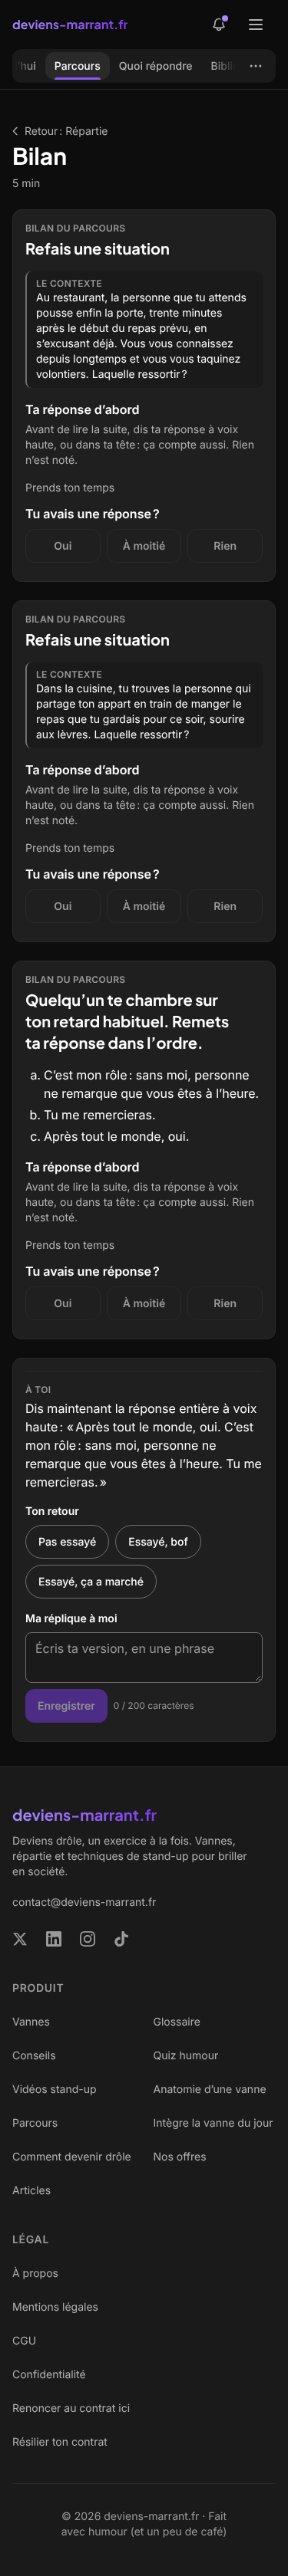 deviens-marrant.fr
'hui
Parcours
Quoi répondre
Bibli
Retour : Répartie
Bilan
5 min
BILAN DU PARCOURS
Refais une situation
LE CONTEXTE
Au restaurant, la personne que tu attends
pousse enfin la porte, trente minutes
après le début du repas prévu, en
s'excusant déjà. Vous vous connaissez
depuis longtemps et vous vous taquinez
volontiers. Laquelle ressortir ?
Ta réponse d'abord
Avant de lire la suite, dis ta réponse à voix
haute, ou dans ta tête : ça compte aussi. Rien
n'est noté.
Prends ton temps
Tu avais une réponse ?
Oui
À moitié
Rien
BILAN DU PARCOURS
Refais une situation
LE CONTEXTE
Dans la cuisine, tu trouves la personne qui
partage ton appart en train de manger le
repas que tu gardais pour ce soir, sourire
aux lèvres. Laquelle ressortir ?
Ta réponse d'abord
Avant de lire la suite, dis ta réponse à voix
haute, ou dans ta tête : ça compte aussi. Rien
n'est noté.
Prends ton temps
Tu avais une réponse ?
Oui
À moitié
Rien
BILAN DU PARCOURS
Quelqu'un te chambre sur
ton retard habituel. Remets
ta réponse dans l'ordre.
a. C'est mon rôle : sans moi, personne
ne remarque que vous êtes à l'heure.
b. Tu me remercieras.
c. Après tout le monde, oui.
Ta réponse d'abord
Avant de lire la suite, dis ta réponse à voix
haute, ou dans ta tête : ça compte aussi. Rien
n'est noté.
Prends ton temps
Tu avais une réponse ?
Oui
À moitié
Rien
À TOI
Dis maintenant la réponse entière à voix
haute : « Après tout le monde, oui. C'est
mon rôle : sans moi, personne ne
remarque que vous êtes à l'heure. Tu me
remercieras. »
Ton retour
Pas essayé
Essayé, bof
Essayé, ça a marché
Ma réplique à moi
Écris ta version, en une phrase
Enregistrer
0 / 200 caractères
deviens-marrant.fr
Deviens drôle, un exercice à la fois. Vannes,
répartie et techniques de stand-up pour briller
en société.
contact@deviens-marrant.fr
PRODUIT
Vannes
Glossaire
Conseils
Quiz humour
Vidéos stand-up
Anatomie d'une vanne
Parcours
Intègre la vanne du jour
Comment devenir drôle
Nos offres
Articles
LÉGAL
À propos
Mentions légales
CGU
Confidentialité
Renoncer au contrat ici
Résilier ton contrat
© 2026 deviens-marrant.fr · Fait
avec humour (et un peu de café)